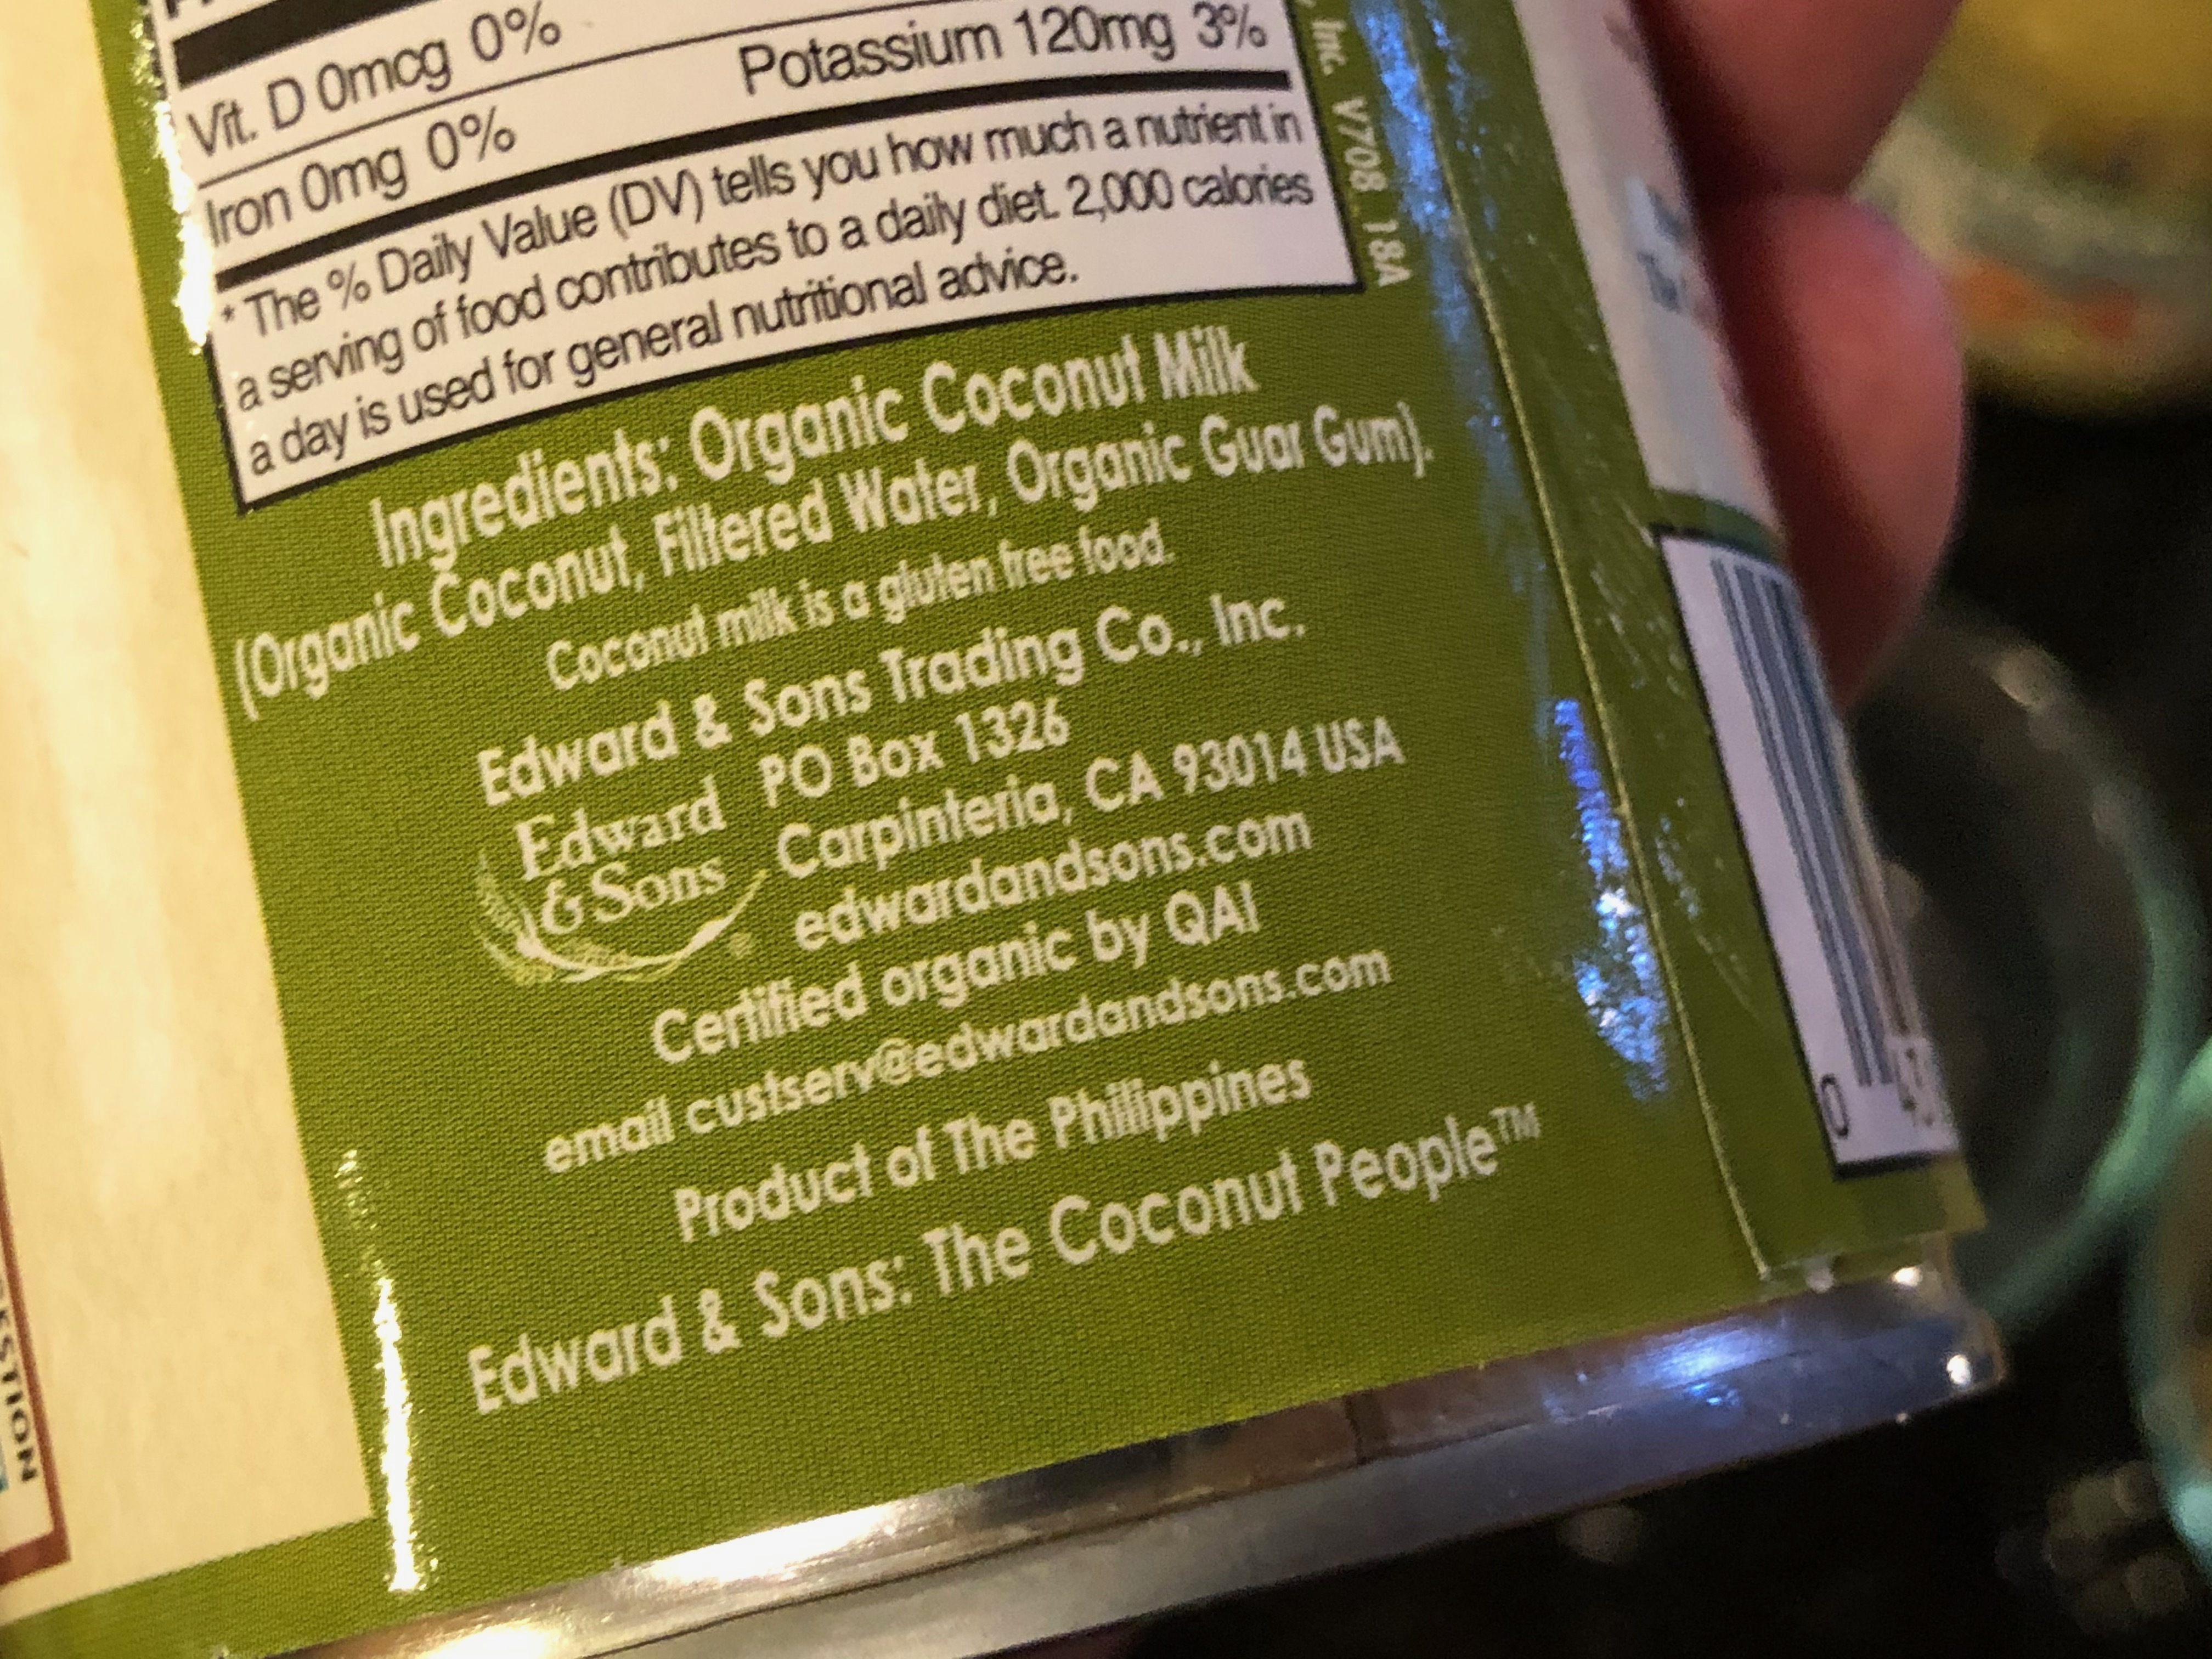 Vit. D 0mcg 0%
Potassium 120mg 3%
Iron 0mg 0%
* The % Daily Value (DV) tells you how much a nutrient in
a serving of food contributes to a daily diet. 2,000 calories
a day is used for general nutritional advice.
, Inc. V708 18A
Ingredients: Organic Coconut Milk
(Organic Coconut, Filtered Water, Organic Guar Gum).
Coconut milk is a gluten free food.
Edward & Sons Trading Co., Inc.
PO Box 1326
Carpinteria, CA 93014 USA
Edward
& Sons
edwardandsons.com
Certified organic by QAI
email custserv@edwardandsons.com
Product of The Philippines
Edward & Sons: The Coconut People™
0